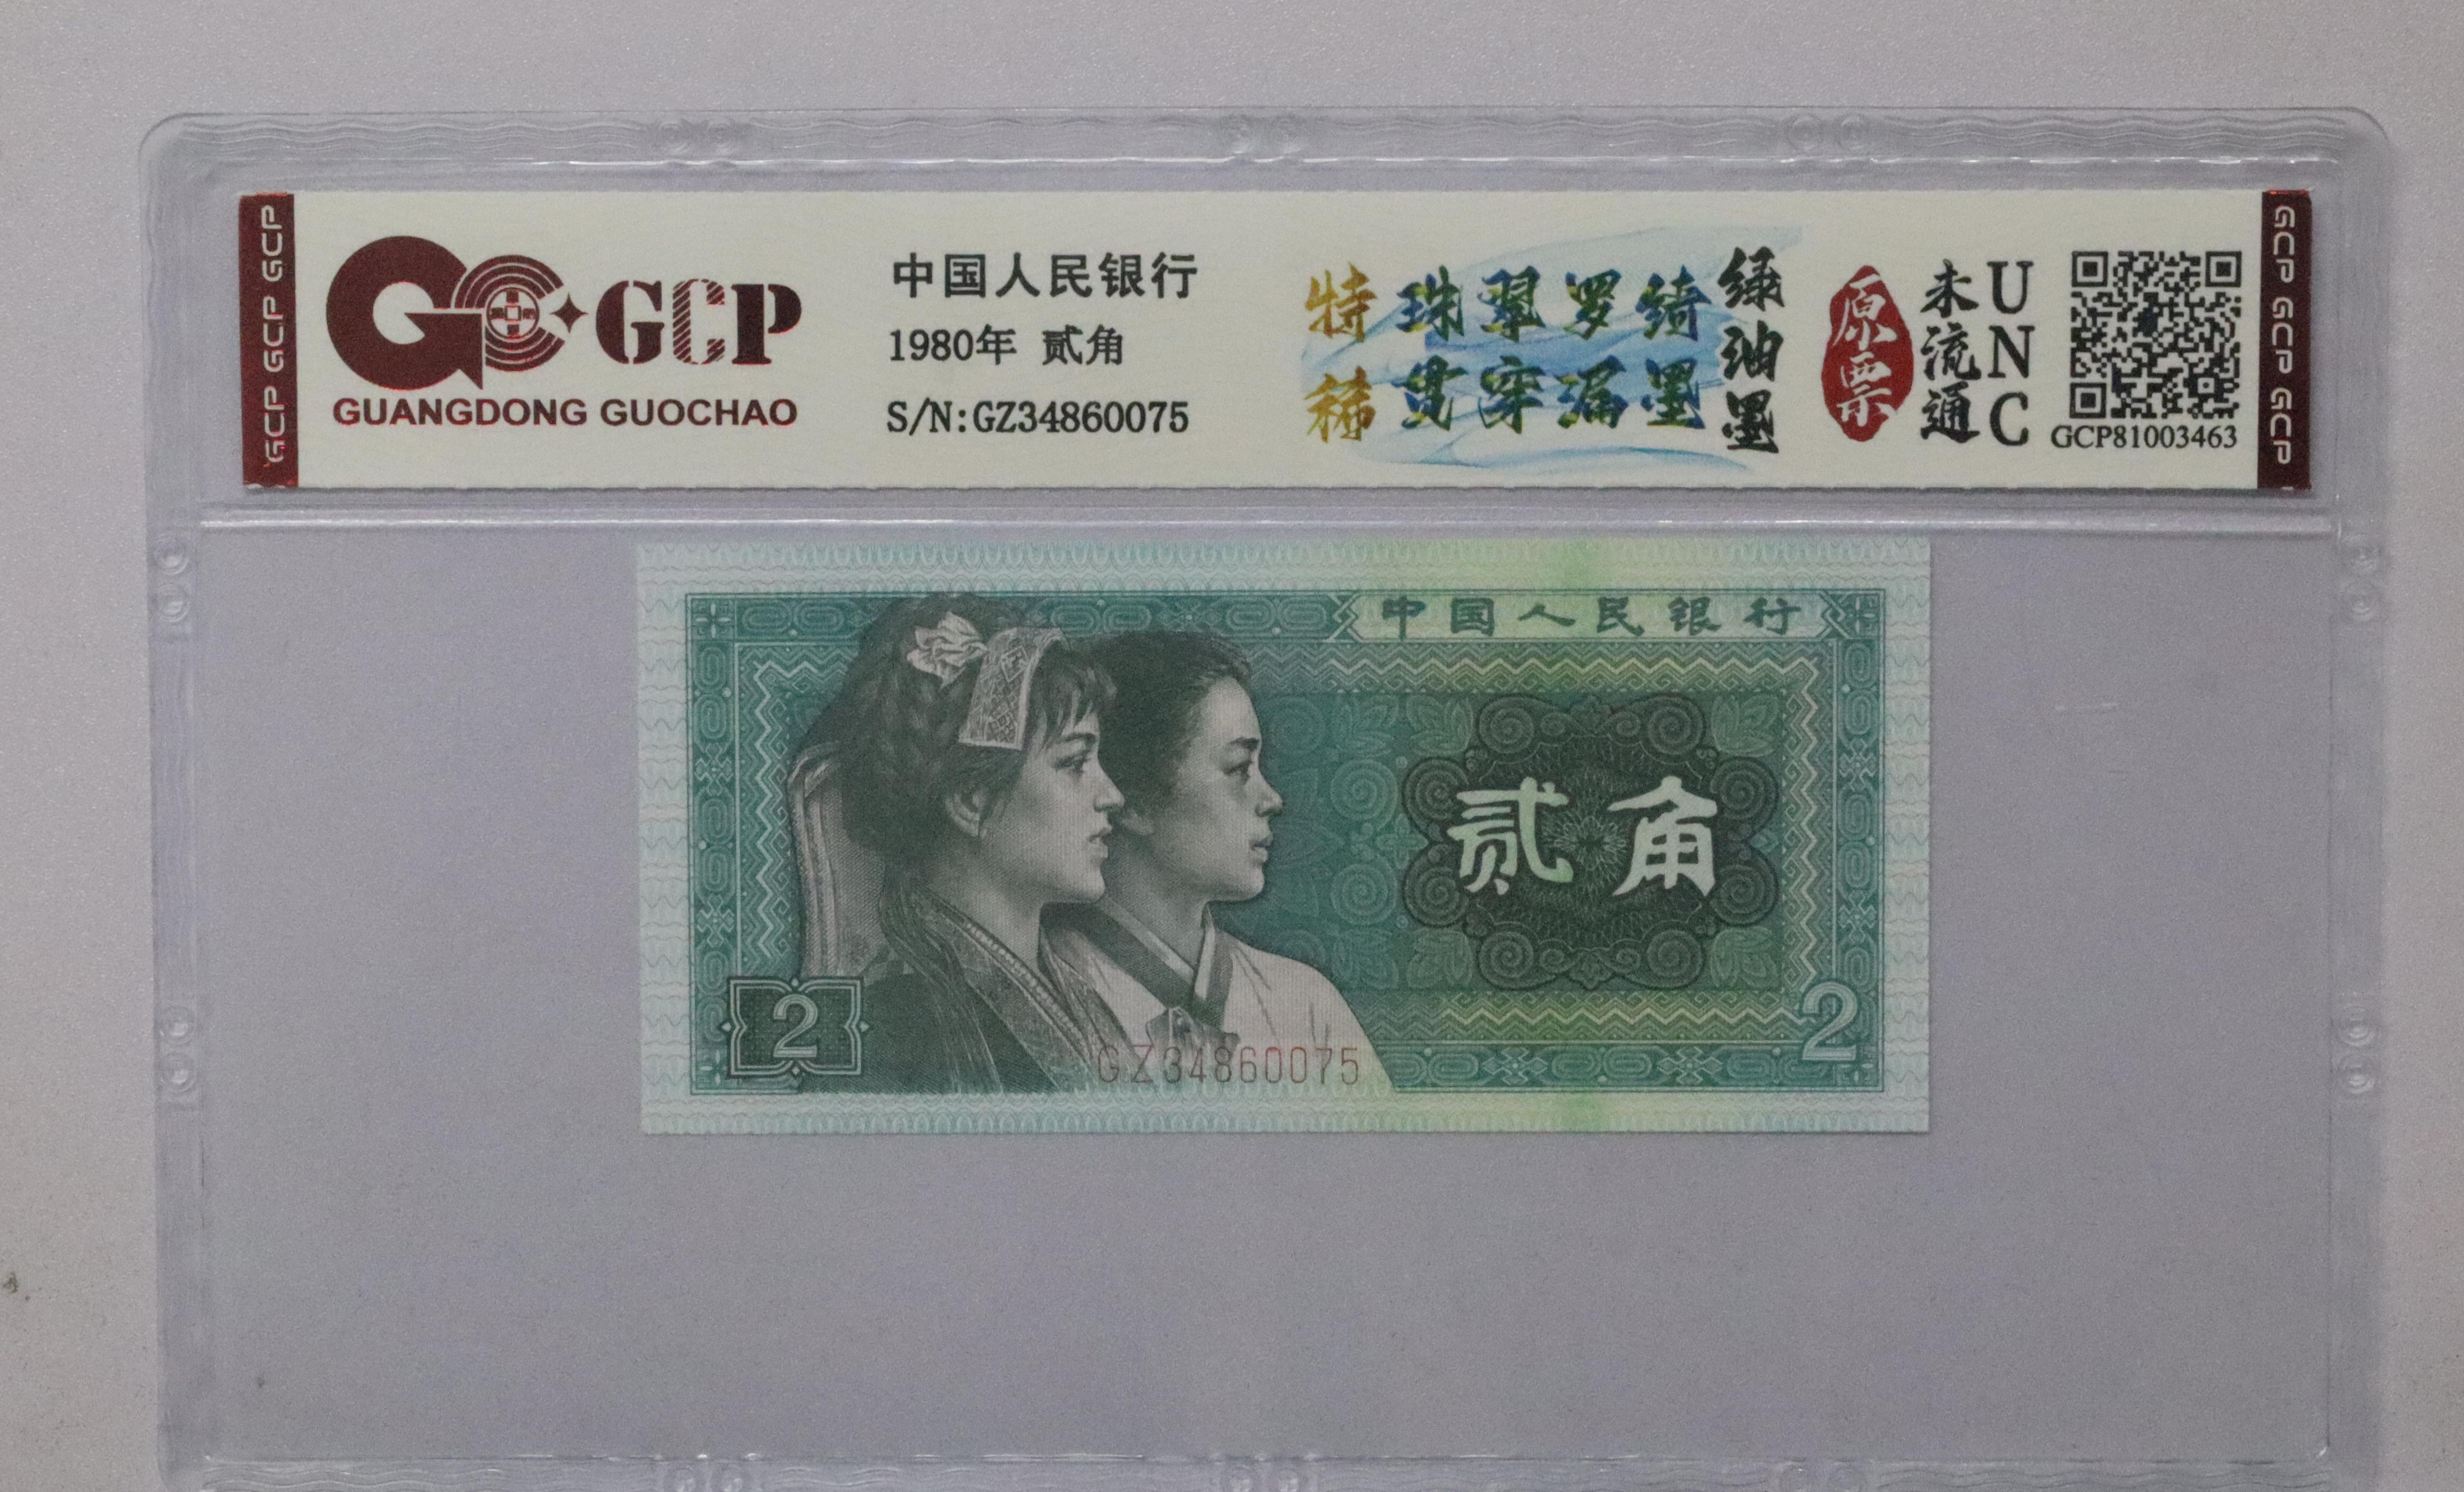 GCP GCP GCP
GCP
GUANGDONG GUOCHAO
中国人民银行
1980年 贰角
S/N:GZ34860075
特稀
珠翠罗绮
贯穿漏墨
绿油墨
原票
未流通
UNC
GCP81003463
GCP GCP GCP
中国人民银行
贰角
2
2
GZ34860075